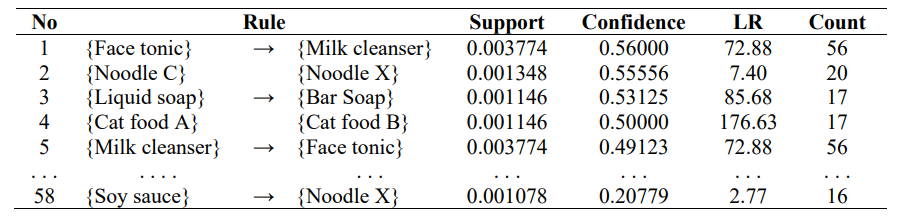 No Rule Support Confidence LR Count
1 {Face tonic} → {Milk cleanser} 0.003774 0.56000 72.88 56
2 {Noodle C} {Noodle X} 0.001348 0.55556 7.40 20
3 {Liquid soap} → {Bar Soap} 0.001146 0.53125 85.68 17
4 {Cat food A} {Cat food B} 0.001146 0.50000 176.63 17
5 {Milk cleanser} → {Face tonic} 0.003774 0.49123 72.88 56
. . . . . . . . . . . . . . . . . . . . . .
58 {Soy sauce} → {Noodle X} 0.001078 0.20779 2.77 16